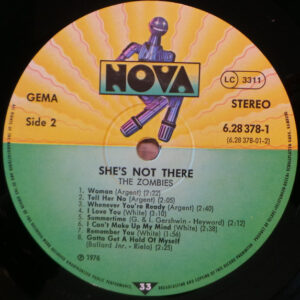 NOVA
LC 3311
GEMA
STEREO
Side 2
6.28 378-1
(6.28 378-01-2)
SHE'S NOT THERE
THE ZOMBIES
1. Woman (Argent) (2:22)
2. Tell Her No (Argent) (2:05)
3. Whenever You're Ready (Argent) (2:40)
4. I Love You (White) (2:10)
5. Summertime (G. & I. Gershwin - Heyward) (2:12)
6. I Can't Make Up My Mind (White) (2:38)
7. Remember You (White) (1:54)
8. Gotta Get A Hold Of Myself
(Ballard Jnr. - Riela) (2:25)
℗ 1976
33